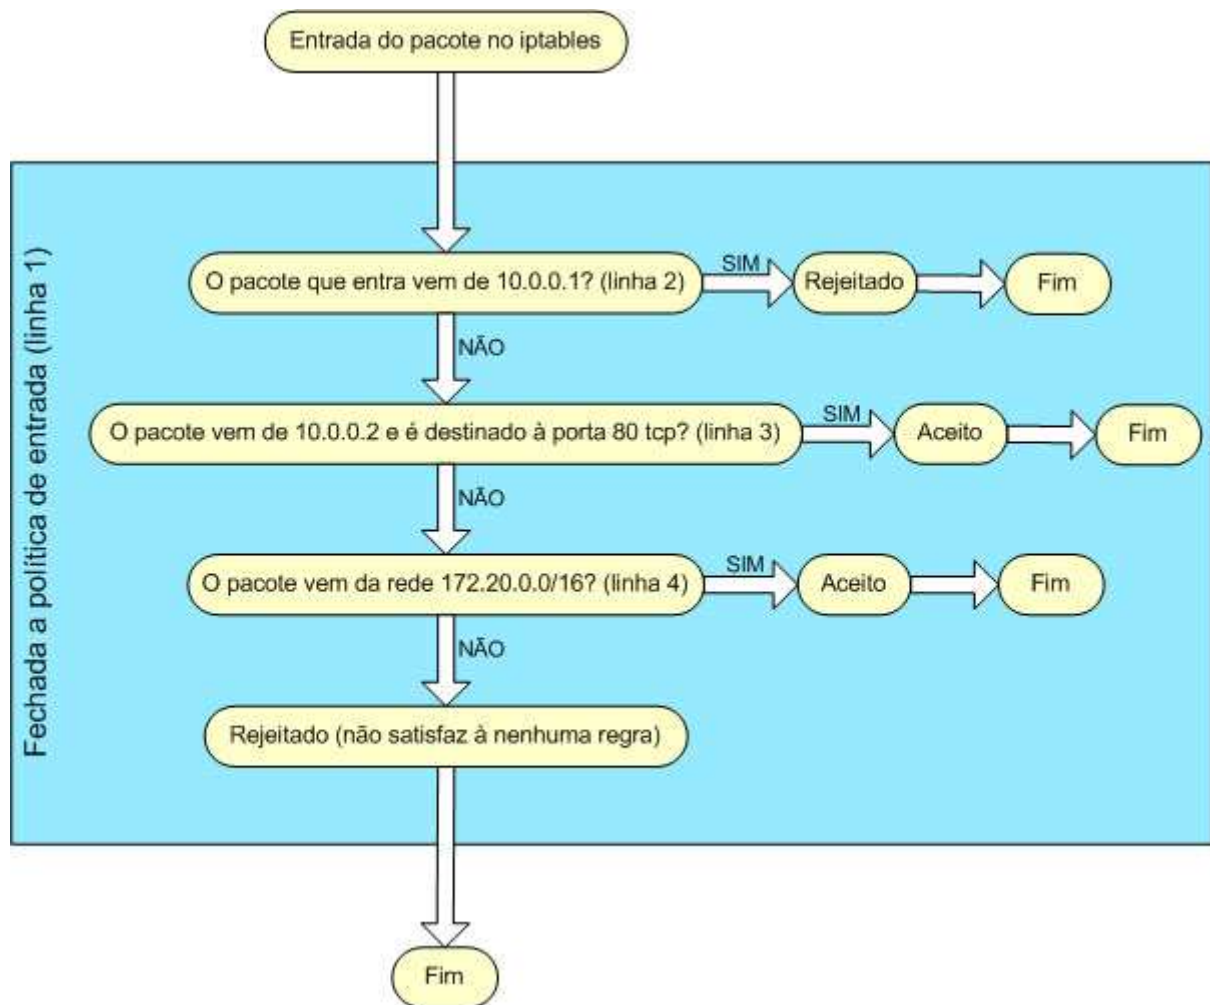 Entrada do pacote no iptables
Fechada a política de entrada (linha 1)
O pacote que entra vem de 10.0.0.1? (linha 2)
SIM
Rejeitado
Fim
NÃO
O pacote vem de 10.0.0.2 e é destinado à porta 80 tcp? (linha 3)
SIM
Aceito
Fim
NÃO
O pacote vem da rede 172.20.0.0/16? (linha 4)
SIM
Aceito
Fim
NÃO
Rejeitado (não satisfaz à nenhuma regra)
Fim